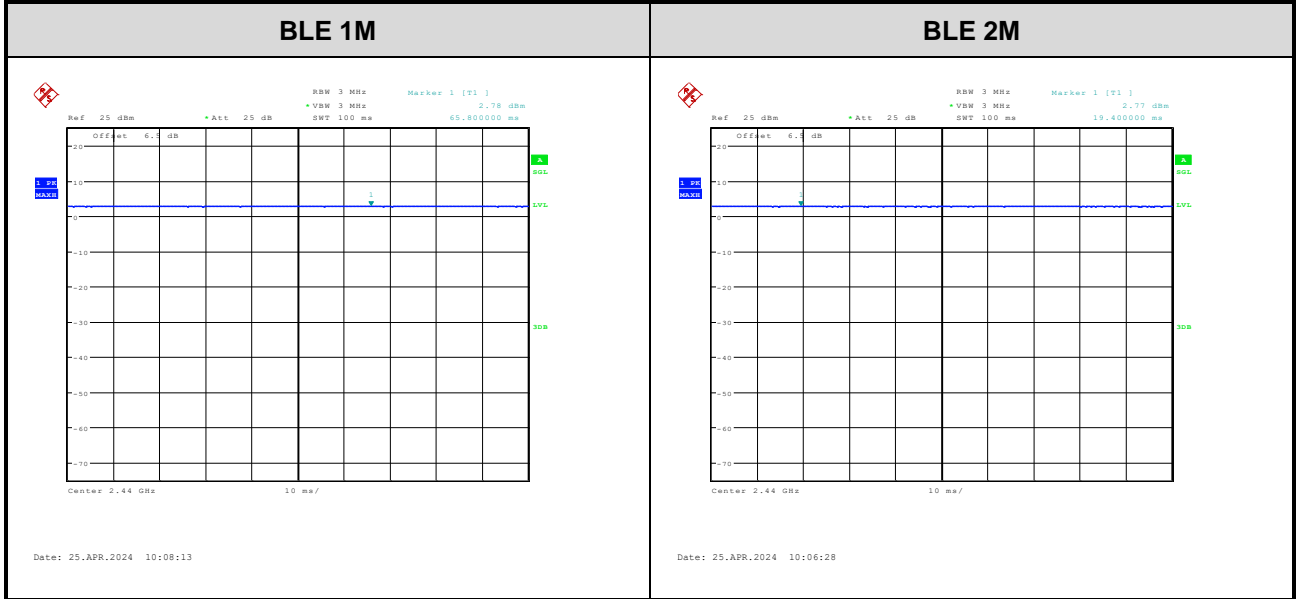 BLE 1M
BLE 2M
R/S
RBW 3 MHz
Marker 1 [T1 ]
* VBW 3 MHz
2.78 dBm
Ref 25 dBm
* Att 25 dB
SWT 100 ms
65.800000 ms
Offset 6.5 dB
20
A
SGL
1 PK
MAXH
10
1
LVL
0
-10
-20
-30
3DB
-40
-50
-60
-70
Center 2.44 GHz
10 ms/
Date: 25.APR.2024 10:08:13
R/S
RBW 3 MHz
Marker 1 [T1 ]
* VBW 3 MHz
2.77 dBm
Ref 25 dBm
* Att 25 dB
SWT 100 ms
19.400000 ms
Offset 6.5 dB
20
A
SGL
1 PK
MAXH
10
1
LVL
0
-10
-20
-30
3DB
-40
-50
-60
-70
Center 2.44 GHz
10 ms/
Date: 25.APR.2024 10:06:28